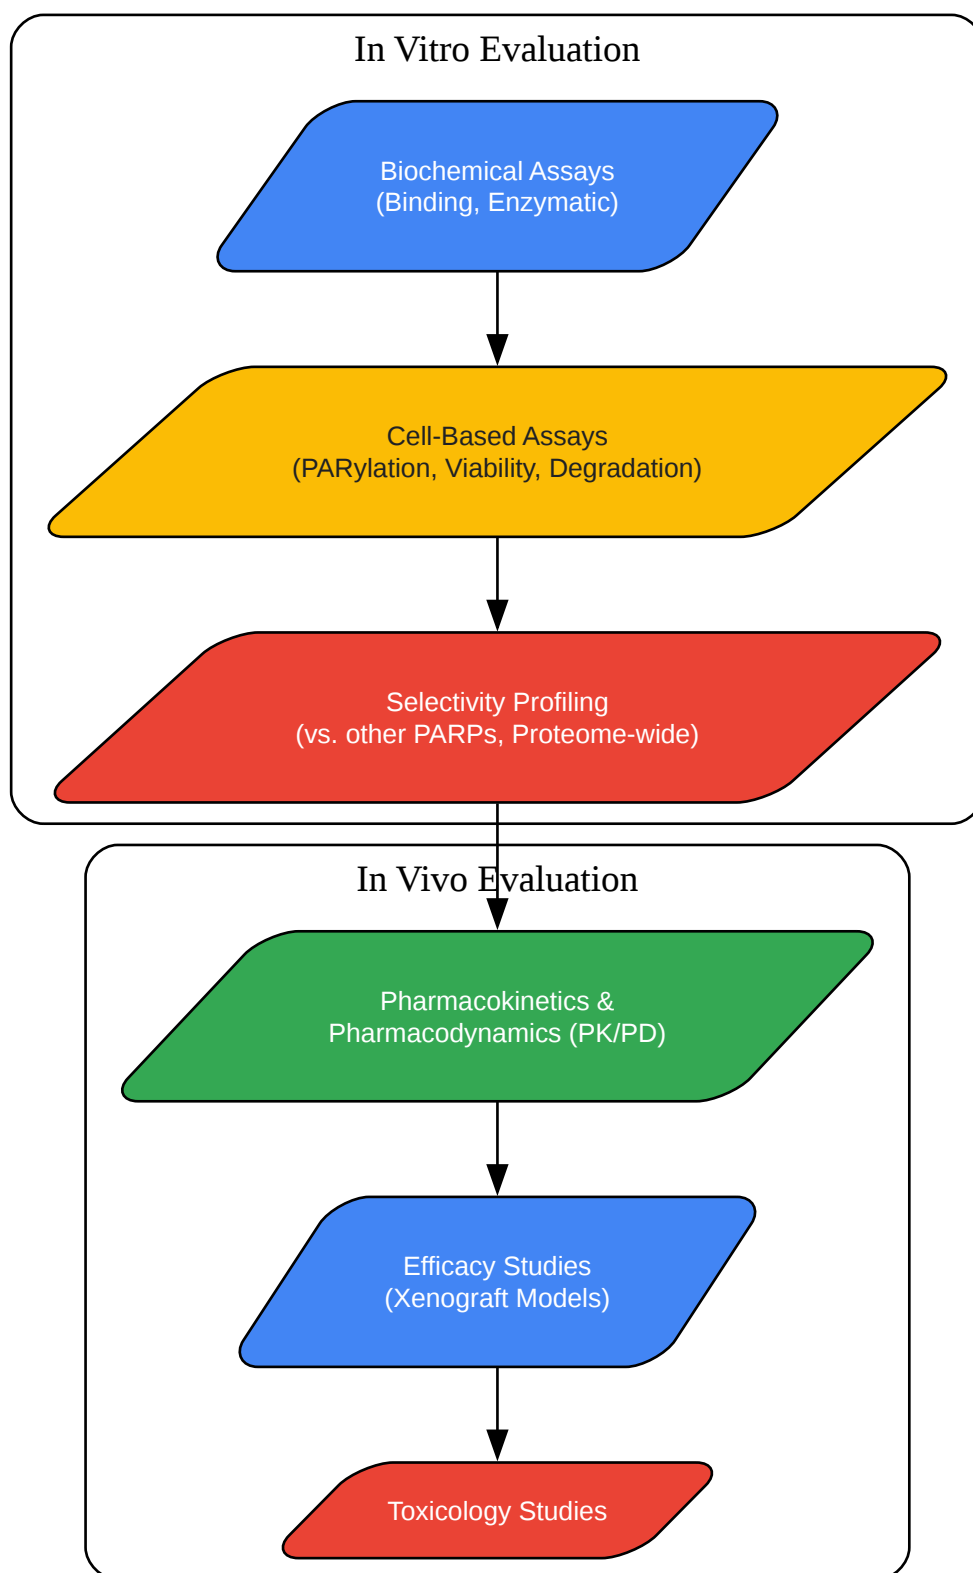 In Vitro Evaluation
Biochemical Assays
(Binding, Enzymatic)
Cell-Based Assays
(PARylation, Viability, Degradation)
Selectivity Profiling
(vs. other PARPs, Proteome-wide)
In Vivo Evaluation
Pharmacokinetics &
Pharmacodynamics (PK/PD)
Efficacy Studies
(Xenograft Models)
Toxicology Studies